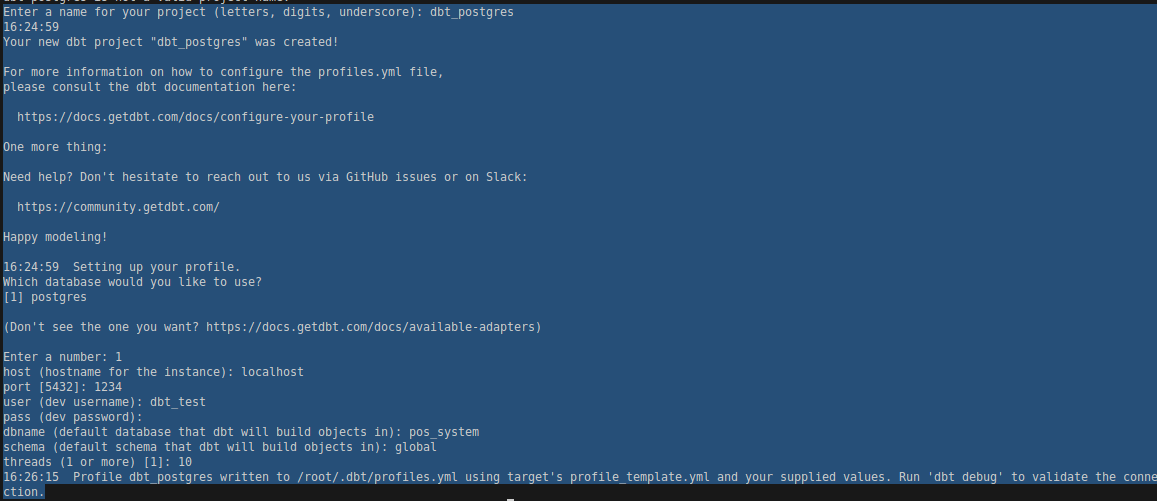 Enter a name for your project (letters, digits, underscore): dbt_postgres
16:24:59
Your new dbt project "dbt_postgres" was created!
For more information on how to configure the profiles.yml file,
please consult the dbt documentation here:
https://docs.getdbt.com/docs/configure-your-profile
One more thing:
Need help? Don't hesitate to reach out to us via GitHub issues or on Slack:
https://community.getdbt.com/
Happy modeling!
16:24:59  Setting up your profile.
Which database would you like to use?
[1] postgres
(Don't see the one you want? https://docs.getdbt.com/docs/available-adapters)
Enter a number: 1
host (hostname for the instance): localhost
port [5432]: 1234
user (dev username): dbt_test
pass (dev password):
dbname (default database that dbt will build objects in): pos_system
schema (default schema that dbt will build objects in): global
threads (1 or more) [1]: 10
16:26:15  Profile dbt_postgres written to /root/.dbt/profiles.yml using target's profile_template.yml and your supplied values. Run 'dbt debug' to validate the conne
ction.